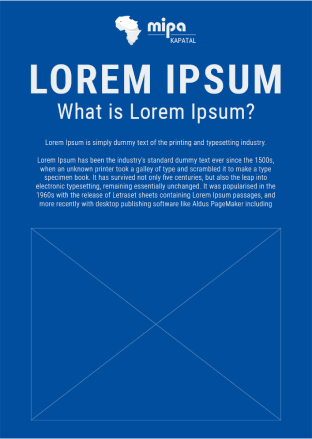 mipa
KAPATAL
LOREM IPSUM
What is Lorem Ipsum?
Lorem Ipsum is simply dummy text of the printing and typesetting industry.
Lorem Ipsum has been the industry's standard dummy text ever since the 1500s,
when an unknown printer took a galley of type and scrambled it to make a type
specimen book. It has survived not only five centuries, but also the leap into
electronic typesetting, remaining essentially unchanged. It was popularised in the
1960s with the release of Letraset sheets containing Lorem Ipsum passages, and
more recently with desktop publishing software like Aldus PageMaker including